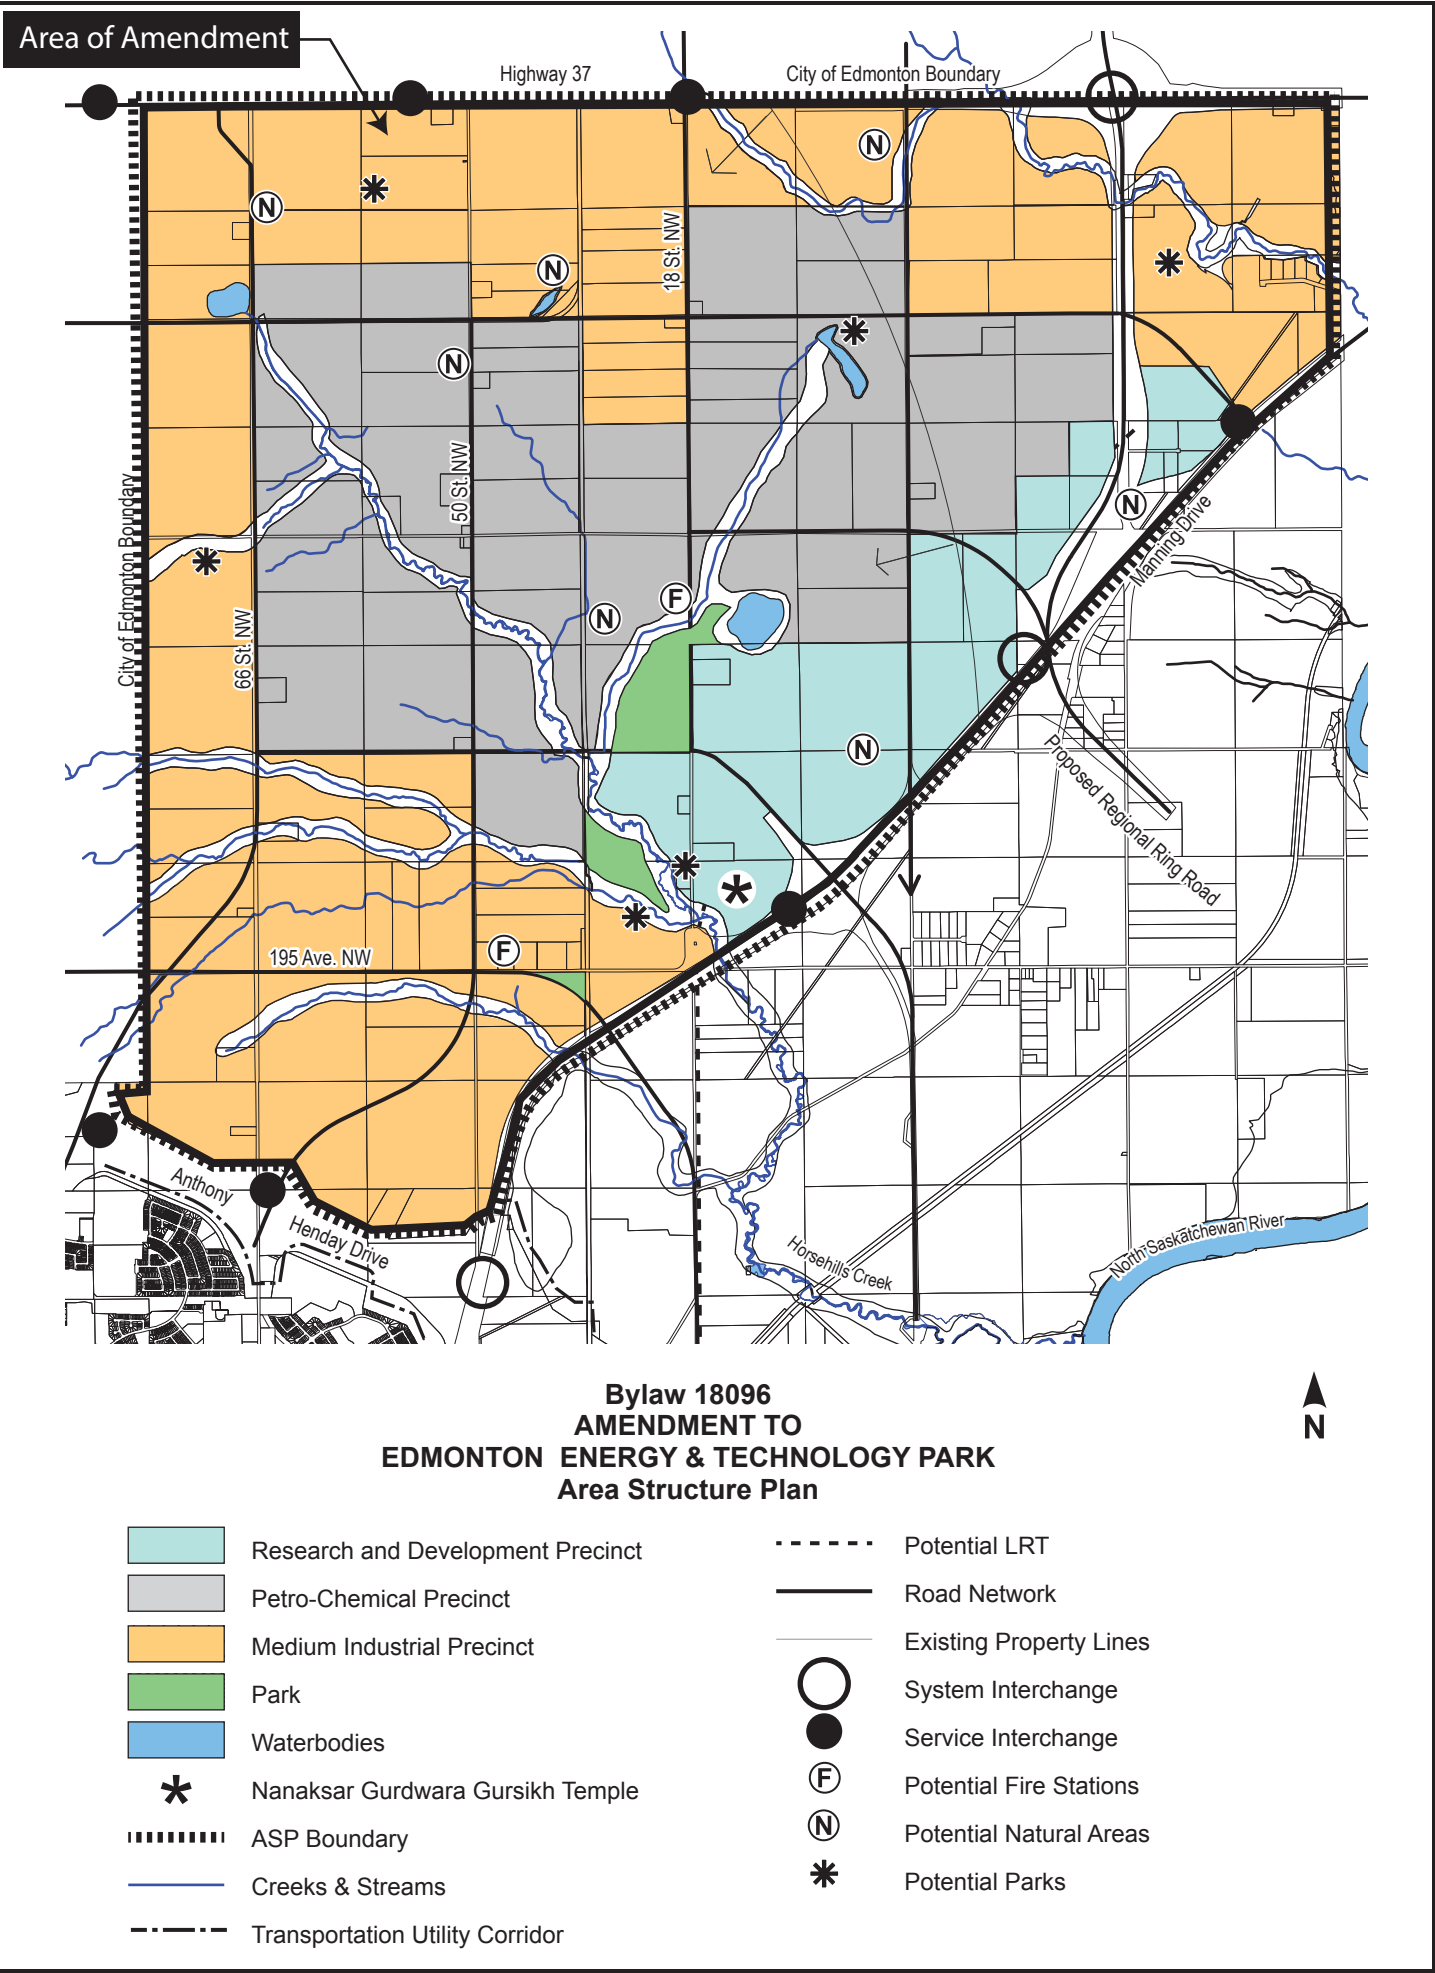 Area of Amendment
Highway 37
City of Edmonton Boundary
N
N
18 St. NW
N
N
50 St. NW
City of Edmonton Boundary
N
Manning Drive
F
N
66 St. NW
N
Proposed Regional Ring Road
195 Ave. NW
F
Anthony
Henday Drive
Horsehills Creek
North Saskatchewan River
Bylaw 18096
AMENDMENT TO
EDMONTON ENERGY & TECHNOLOGY PARK
Area Structure Plan
N
Research and Development Precinct
Petro-Chemical Precinct
Medium Industrial Precinct
Park
Waterbodies
Nanaksar Gurdwara Gursikh Temple
ASP Boundary
Creeks & Streams
Transportation Utility Corridor
Potential LRT
Road Network
Existing Property Lines
System Interchange
Service Interchange
F Potential Fire Stations
N Potential Natural Areas
Potential Parks